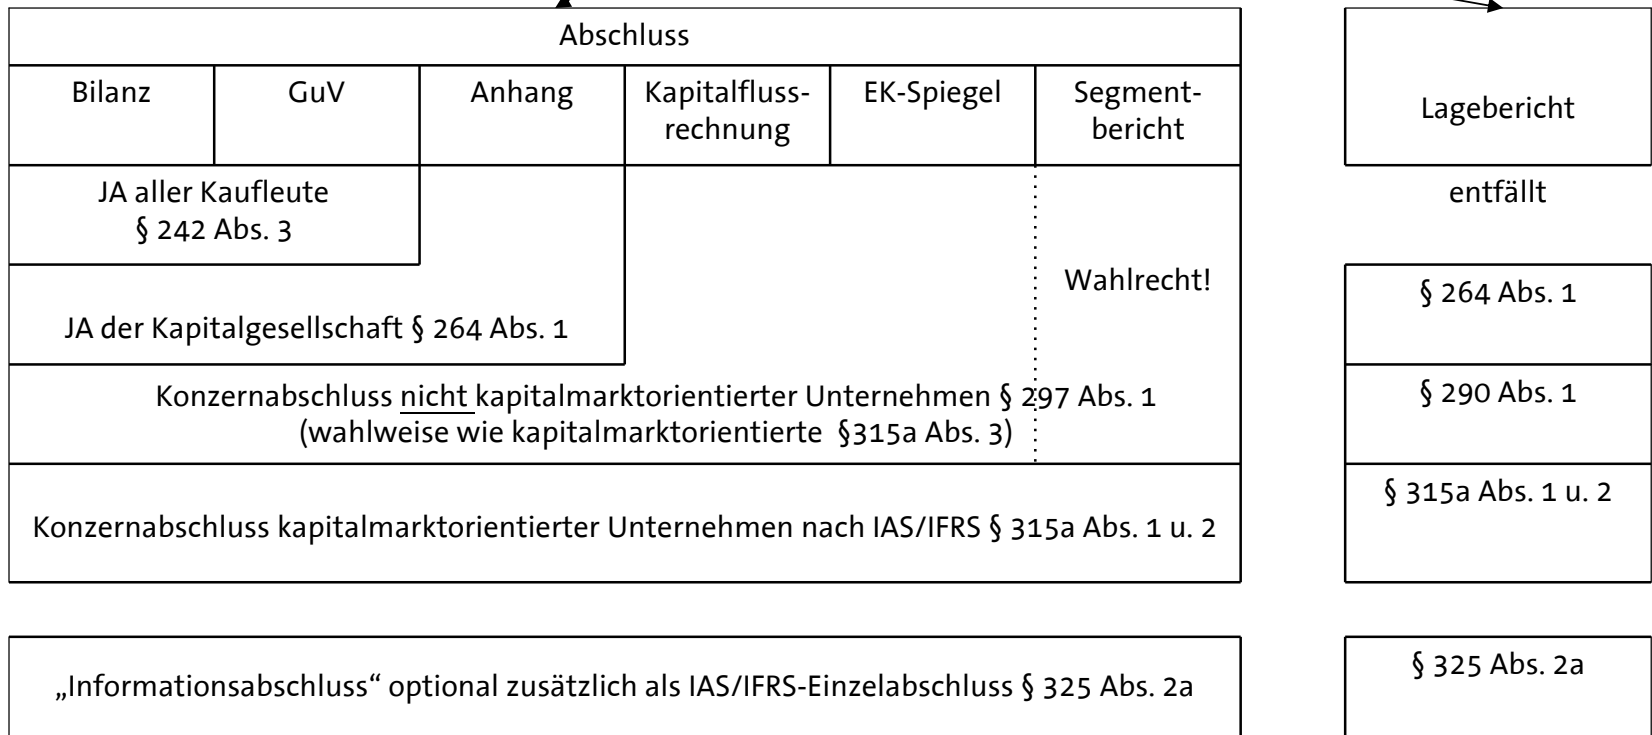 Abschluss
Bilanz
GuV
Anhang
Kapitalfluss-
rechnung
EK-Spiegel
Segment-
bericht
Lagebericht
JA aller Kaufleute
§ 242 Abs. 3
entfällt
Wahlrecht!
JA der Kapitalgesellschaft § 264 Abs. 1
§ 264 Abs. 1
Konzernabschluss nicht kapitalmarktorientierter Unternehmen § 297 Abs. 1
(wahlweise wie kapitalmarktorientierte §315a Abs. 3)
§ 290 Abs. 1
Konzernabschluss kapitalmarktorientierter Unternehmen nach IAS/IFRS § 315a Abs. 1 u. 2
§ 315a Abs. 1 u. 2
„Informationsabschluss“ optional zusätzlich als IAS/IFRS-Einzelabschluss § 325 Abs. 2a
§ 325 Abs. 2a